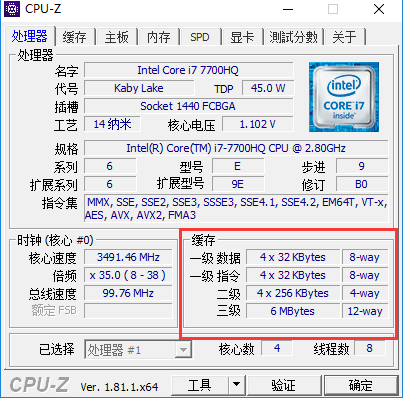 CPU-Z
处理器 缓存 主板 内存 SPD 显卡 测試分數 关于
处理器
名字 Intel Core i7 7700HQ
代号 Kaby Lake TDP 45.0 W
插槽 Socket 1440 FCBGA
工艺 14 纳米 核心电压 1.102 V
intel CORE i7 inside
规格 Intel(R) Core(TM) i7-7700HQ CPU @ 2.80GHz
系列 6 型号 E 步进 9
扩展系列 6 扩展型号 9E 修订 B0
指令集 MMX, SSE, SSE2, SSE3, SSSE3, SSE4.1, SSE4.2, EM64T, VT-x,
AES, AVX, AVX2, FMA3
时钟 (核心 #0)
核心速度 3491.46 MHz
倍频 x 35.0 ( 8 - 38 )
总线速度 99.76 MHz
额定 FSB
缓存
一级 数据 4 x 32 KBytes 8-way
一级 指令 4 x 32 KBytes 8-way
二级 4 x 256 KBytes 4-way
三级 6 MBytes 12-way
已选择 处理器 #1 核心数 4 线程数 8
CPU-Z Ver. 1.81.1.x64 工具 验证 确定